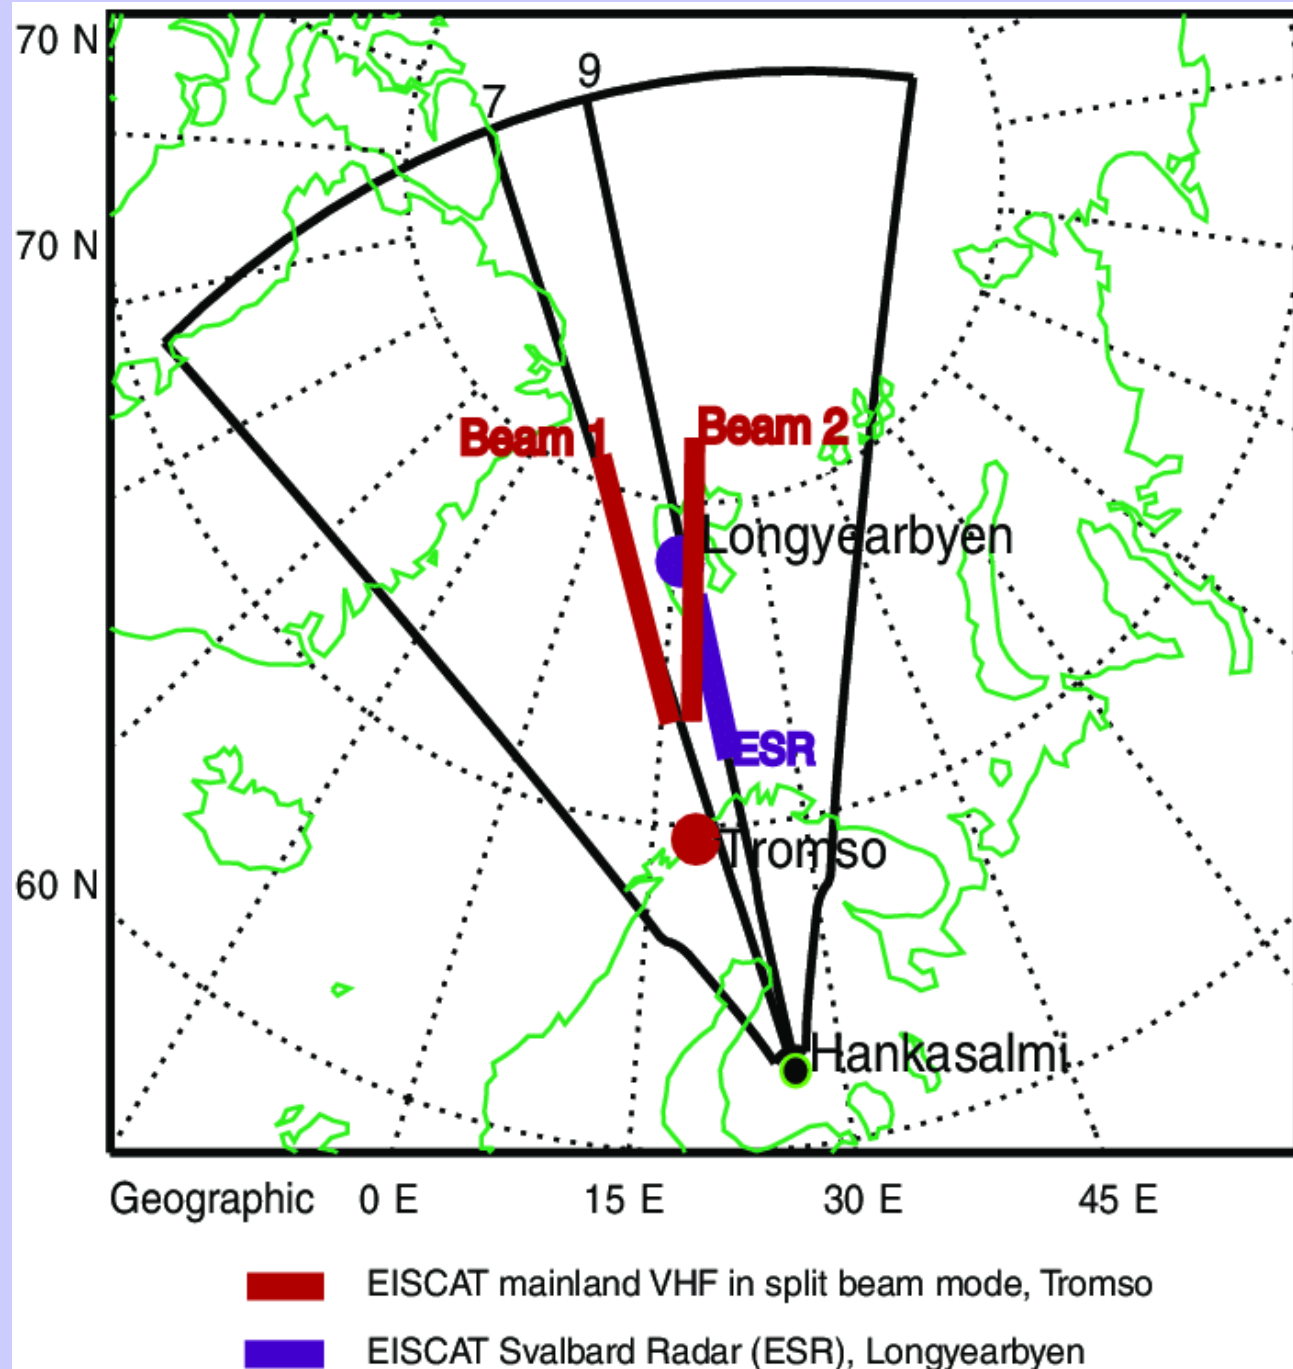 70 N
9
7
70 N
Beam 1
Beam 2
Longyearbyen
ESR
Tromso
60 N
Hankasalmi
Geographic 0 E 15 E 30 E 45 E
EISCAT mainland VHF in split beam mode, Tromso
EISCAT Svalbard Radar (ESR), Longyearbyen